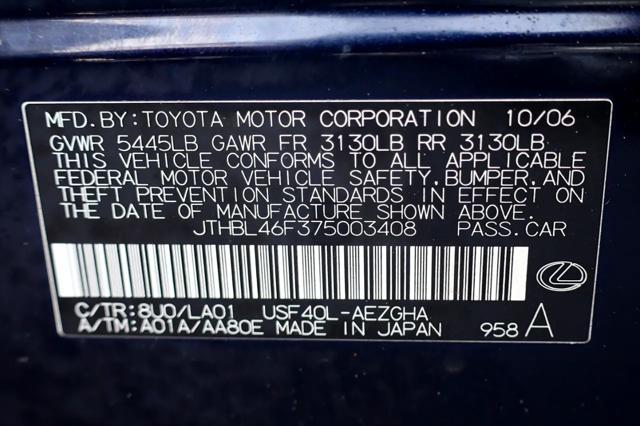 MFD.BY:TOYOTA MOTOR CORPORATION 10/06
GVWR 5445LB GAWR FR 3130LB RR 3130LB
THIS VEHICLE CONFORMS TO ALL APPLICABLE
FEDERAL MOTOR VEHICLE SAFETY,BUMPER,AND
THEFT PREVENTION STANDARDS IN EFFECT ON
THE DATE OF MANUFACTURE SHOWN ABOVE.
JTHBL46F375003408 PASS.CAR
C/TR:8U0/LA01 USF40L-AEZGHA
A/TM:A01A/AA80E MADE IN JAPAN 958 A